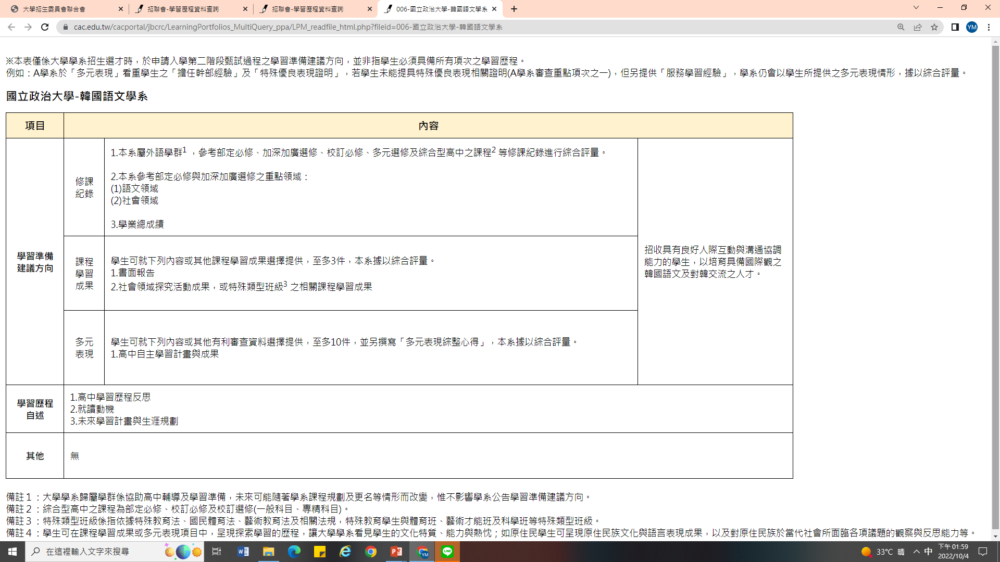 大學招生委員會聯合會
招聯會-學習歷程資料查詢
招聯會-學習歷程資料查詢
006-國立政治大學-韓國語文學系
cac.edu.tw/cacportal/jbcrc/LearningPortfolios_MultiQuery_ppa/LPM_readfile_html.php?fileid=006-國立政治大學-韓國語文學系
YM
※本表僅係大學學系招生選才時，於申請入學第二階段甄試過程之學習準備建議方向，並非指學生必須具備所有項次之學習歷程。
例如：A學系於「多元表現」看重學生之「擔任幹部經驗」及「特殊優良表現證明」，若學生未能提具特殊優良表現相關證明(A學系審查重點項次之一)，但另提供「服務學習經驗」，學系仍會以學生所提供之多元表現情形，據以綜合評量。
國立政治大學-韓國語文學系
項目
內容
學習準備
建議方向
修課
紀錄
1.本系屬外語學群1 ，參考部定必修、加深加廣選修、校訂必修、多元選修及綜合型高中之課程2 等修課紀錄進行綜合評量。
2.本系參考部定必修與加深加廣選修之重點領域：
(1)語文領域
(2)社會領域
3.學業總成績
課程
學習
成果
學生可就下列內容或其他課程學習成果選擇提供，至多3件，本系據以綜合評量。
1.書面報告
2.社會領域探究活動成果，或特殊類型班級3 之相關課程學習成果
多元
表現
學生可就下列內容或其他有利審查資料選擇提供，至多10件，並另撰寫「多元表現綜整心得」，本系據以綜合評量。
1.高中自主學習計畫與成果
招收具有良好人際互動與溝通協調
能力的學生，以培育具備國際觀之
韓國語文及對韓交流之人才。
學習歷程
自述
1.高中學習歷程反思
2.就讀動機
3.未來學習計畫與生涯規劃
其他
無
備註１：大學學系歸屬學群係協助高中輔導及學習準備，未來可能隨著學系課程規劃及更名等情形而改變，惟不影響學系公告學習準備建議方向。
備註２：綜合型高中之課程為部定必修、校訂必修及校訂選修(一般科目、專精科目)。
備註３：特殊類型班級係指依據特殊教育法、國民體育法、藝術教育法及相關法規，特殊教育學生與體育班、藝術才能班及科學班等特殊類型班級。
備註４：學生可在課程學習成果或多元表現項目中，呈現探索學習的歷程，讓大學學系看見學生的文化特質、能力與熱忱；如原住民學生可呈現原住民族文化與語言表現成果，以及對原住民族於當代社會所面臨各項議題的觀察與反思能力等。
在這裡輸入文字來搜尋
YM
LINE
33°C 晴
中
下午 01:59
2022/10/4